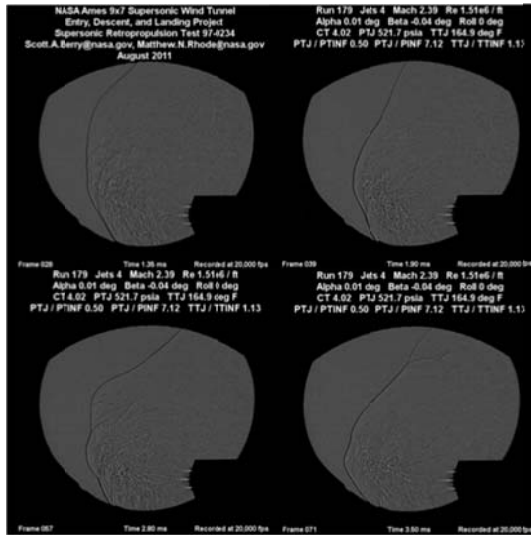 NASA Ames 9x7 Supersonic Wind Tunnel
Entry, Descent, and Landing Project
Supersonic Retropropulsion Test 97-0234
Scott.A.Berry@nasa.gov, Matthew.N.Rhode@nasa.gov
August 2011
Frame 028 Time 1.35 ms Recorded at 20,000 fps
Run 179 Jets 4 Mach 2.39 Re 1.51e6 / ft
Alpha 0.01 deg Beta -0.04 deg Roll 0 deg
CT 4.02 PTJ 521.7 psia TTJ 164.9 deg F
PTJ / PTINF 0.50 PTJ / PINF 7.12 TTJ / TTINF 1.13
Frame 039 Time 1.90 ms Recorded at 20,000 fps
Run 179 Jets 4 Mach 2.39 Re 1.51e6 / ft
Alpha 0.01 deg Beta -0.04 deg Roll 0 deg
CT 4.02 PTJ 521.7 psia TTJ 164.9 deg F
PTJ / PTINF 0.50 PTJ / PINF 7.12 TTJ / TTINF 1.13
Frame 057 Time 2.80 ms Recorded at 20,000 fps
Run 179 Jets 4 Mach 2.39 Re 1.51e6 / ft
Alpha 0.01 deg Beta -0.04 deg Roll 0 deg
CT 4.02 PTJ 521.7 psia TTJ 164.9 deg F
PTJ / PTINF 0.50 PTJ / PINF 7.12 TTJ / TTINF 1.13
Frame 071 Time 3.50 ms Recorded at 20,000 fps